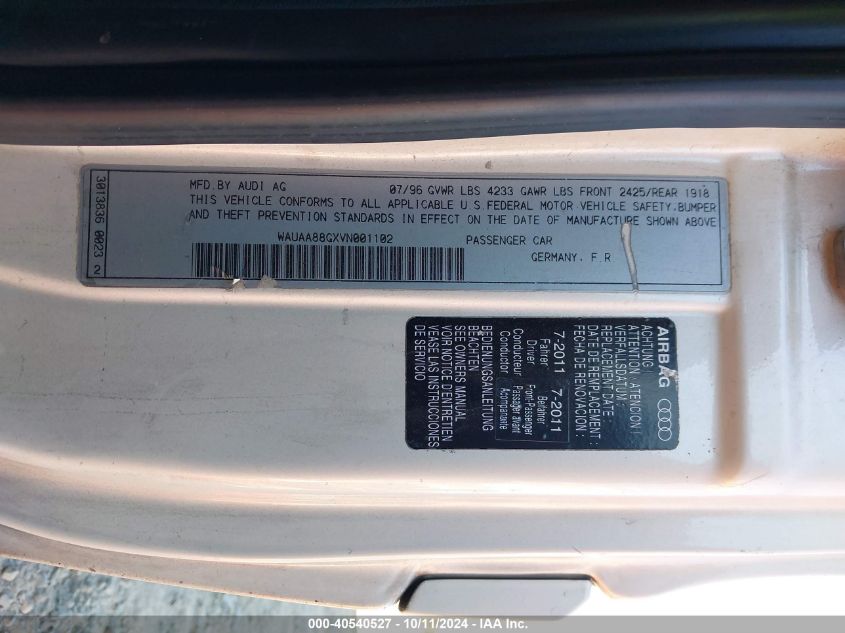 MFD.BY AUDI AG 07/96 GVWR LBS 4233 GAWR LBS FRONT 2425/REAR 1918
THIS VEHICLE CONFORMS TO ALL APPLICABLE U.S.FEDERAL MOTOR VEHICLE SAFETY,BUMPER
AND THEFT PREVENTION STANDARDS IN EFFECT ON THE DATE OF MANUFACTURE SHOWN ABOVE
WAUAA88GXVN001102 PASSENGER CAR
GERMANY, F.R
3013836 0023 2
AIRBAG
ACHTUNG!
ATTENTION! ATENCION!
VERFALLSDATUM:
REPLACEMENT DATE:
DATE DE REMPLACEMENT:
FECHA DE RENOVACION:
7-2011 7-2011
Fahrer Beifahrer
Driver Front-Passenger
Conducteur Passager avant
Conductor Acompanante
BEDIENUNGSANLEITUNG
BEACHTEN
SEE OWNERS MANUAL
VOIR NOTICE D'ENTRETIEN
VEASE LAS INSTRUCCIONES
DE SERVICIO
000-40540527 - 10/11/2024 - IAA Inc.